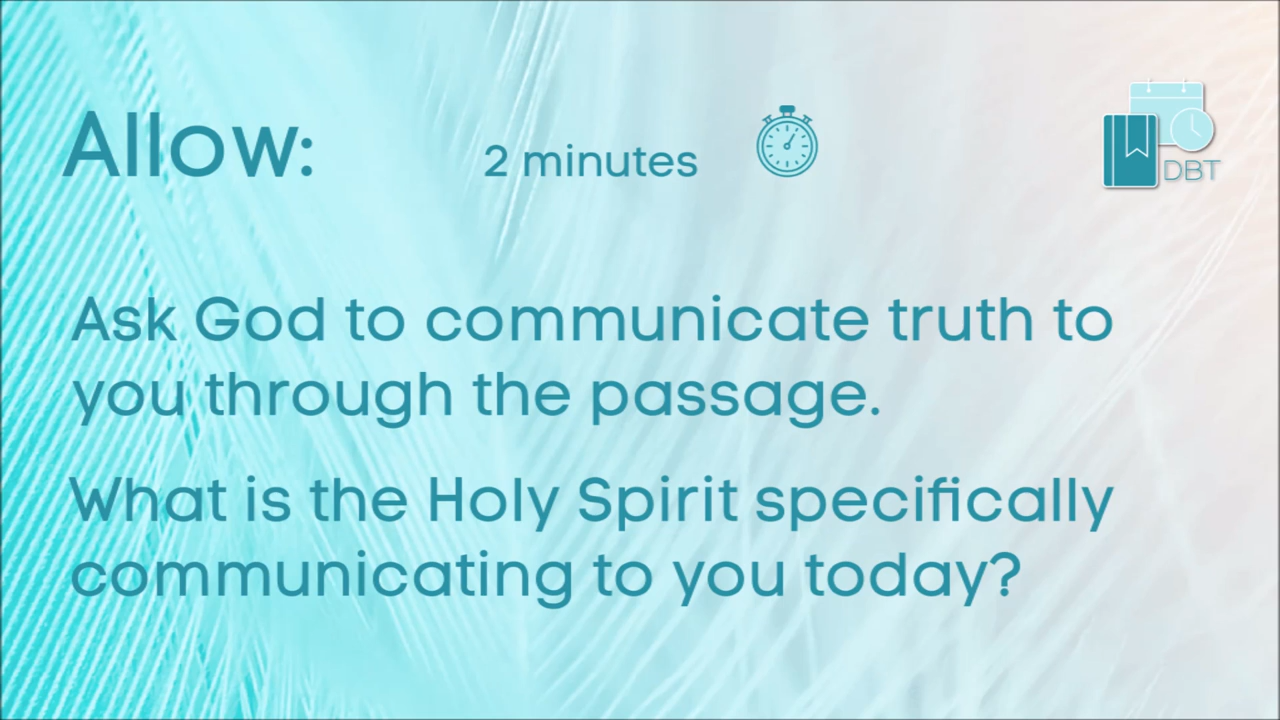 Allow:
2 minutes
DBT
Ask God to communicate truth to
you through the passage.
What is the Holy Spirit specifically
communicating to you today?